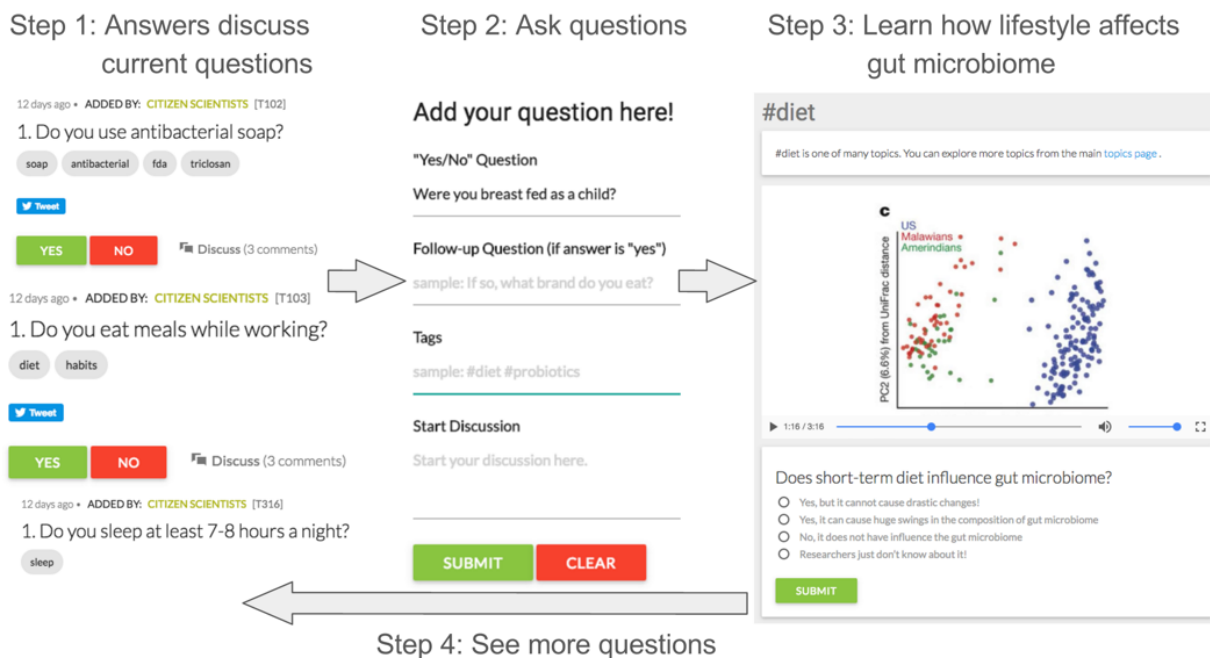 Step 1: Answers discuss
current questions
12 days ago • ADDED BY: CITIZEN SCIENTISTS [T102]
1. Do you use antibacterial soap?
soap antibacterial fda triclosan
Tweet
YES NO Discuss (3 comments)
12 days ago • ADDED BY: CITIZEN SCIENTISTS [T103]
1. Do you eat meals while working?
diet habits
Tweet
YES NO Discuss (3 comments)
12 days ago • ADDED BY: CITIZEN SCIENTISTS [T316]
1. Do you sleep at least 7-8 hours a night?
sleep
Step 2: Ask questions
Add your question here!
"Yes/No" Question
Were you breast fed as a child?
Follow-up Question (if answer is "yes")
sample: If so, what brand do you eat?
Tags
sample: #diet #probiotics
Start Discussion
Start your discussion here.
SUBMIT CLEAR
Step 3: Learn how lifestyle affects
gut microbiome
#diet
#diet is one of many topics. You can explore more topics from the main topics page .
c
US
Malawians
Amerindians
PC2 (6.6%) from UniFrac distance
1:16 / 3:16
Does short-term diet influence gut microbiome?
Yes, but it cannot cause drastic changes!
Yes, it can cause huge swings in the composition of gut microbiome
No, it does not have influence the gut microbiome
Researchers just don't know about it!
SUBMIT
Step 4: See more questions